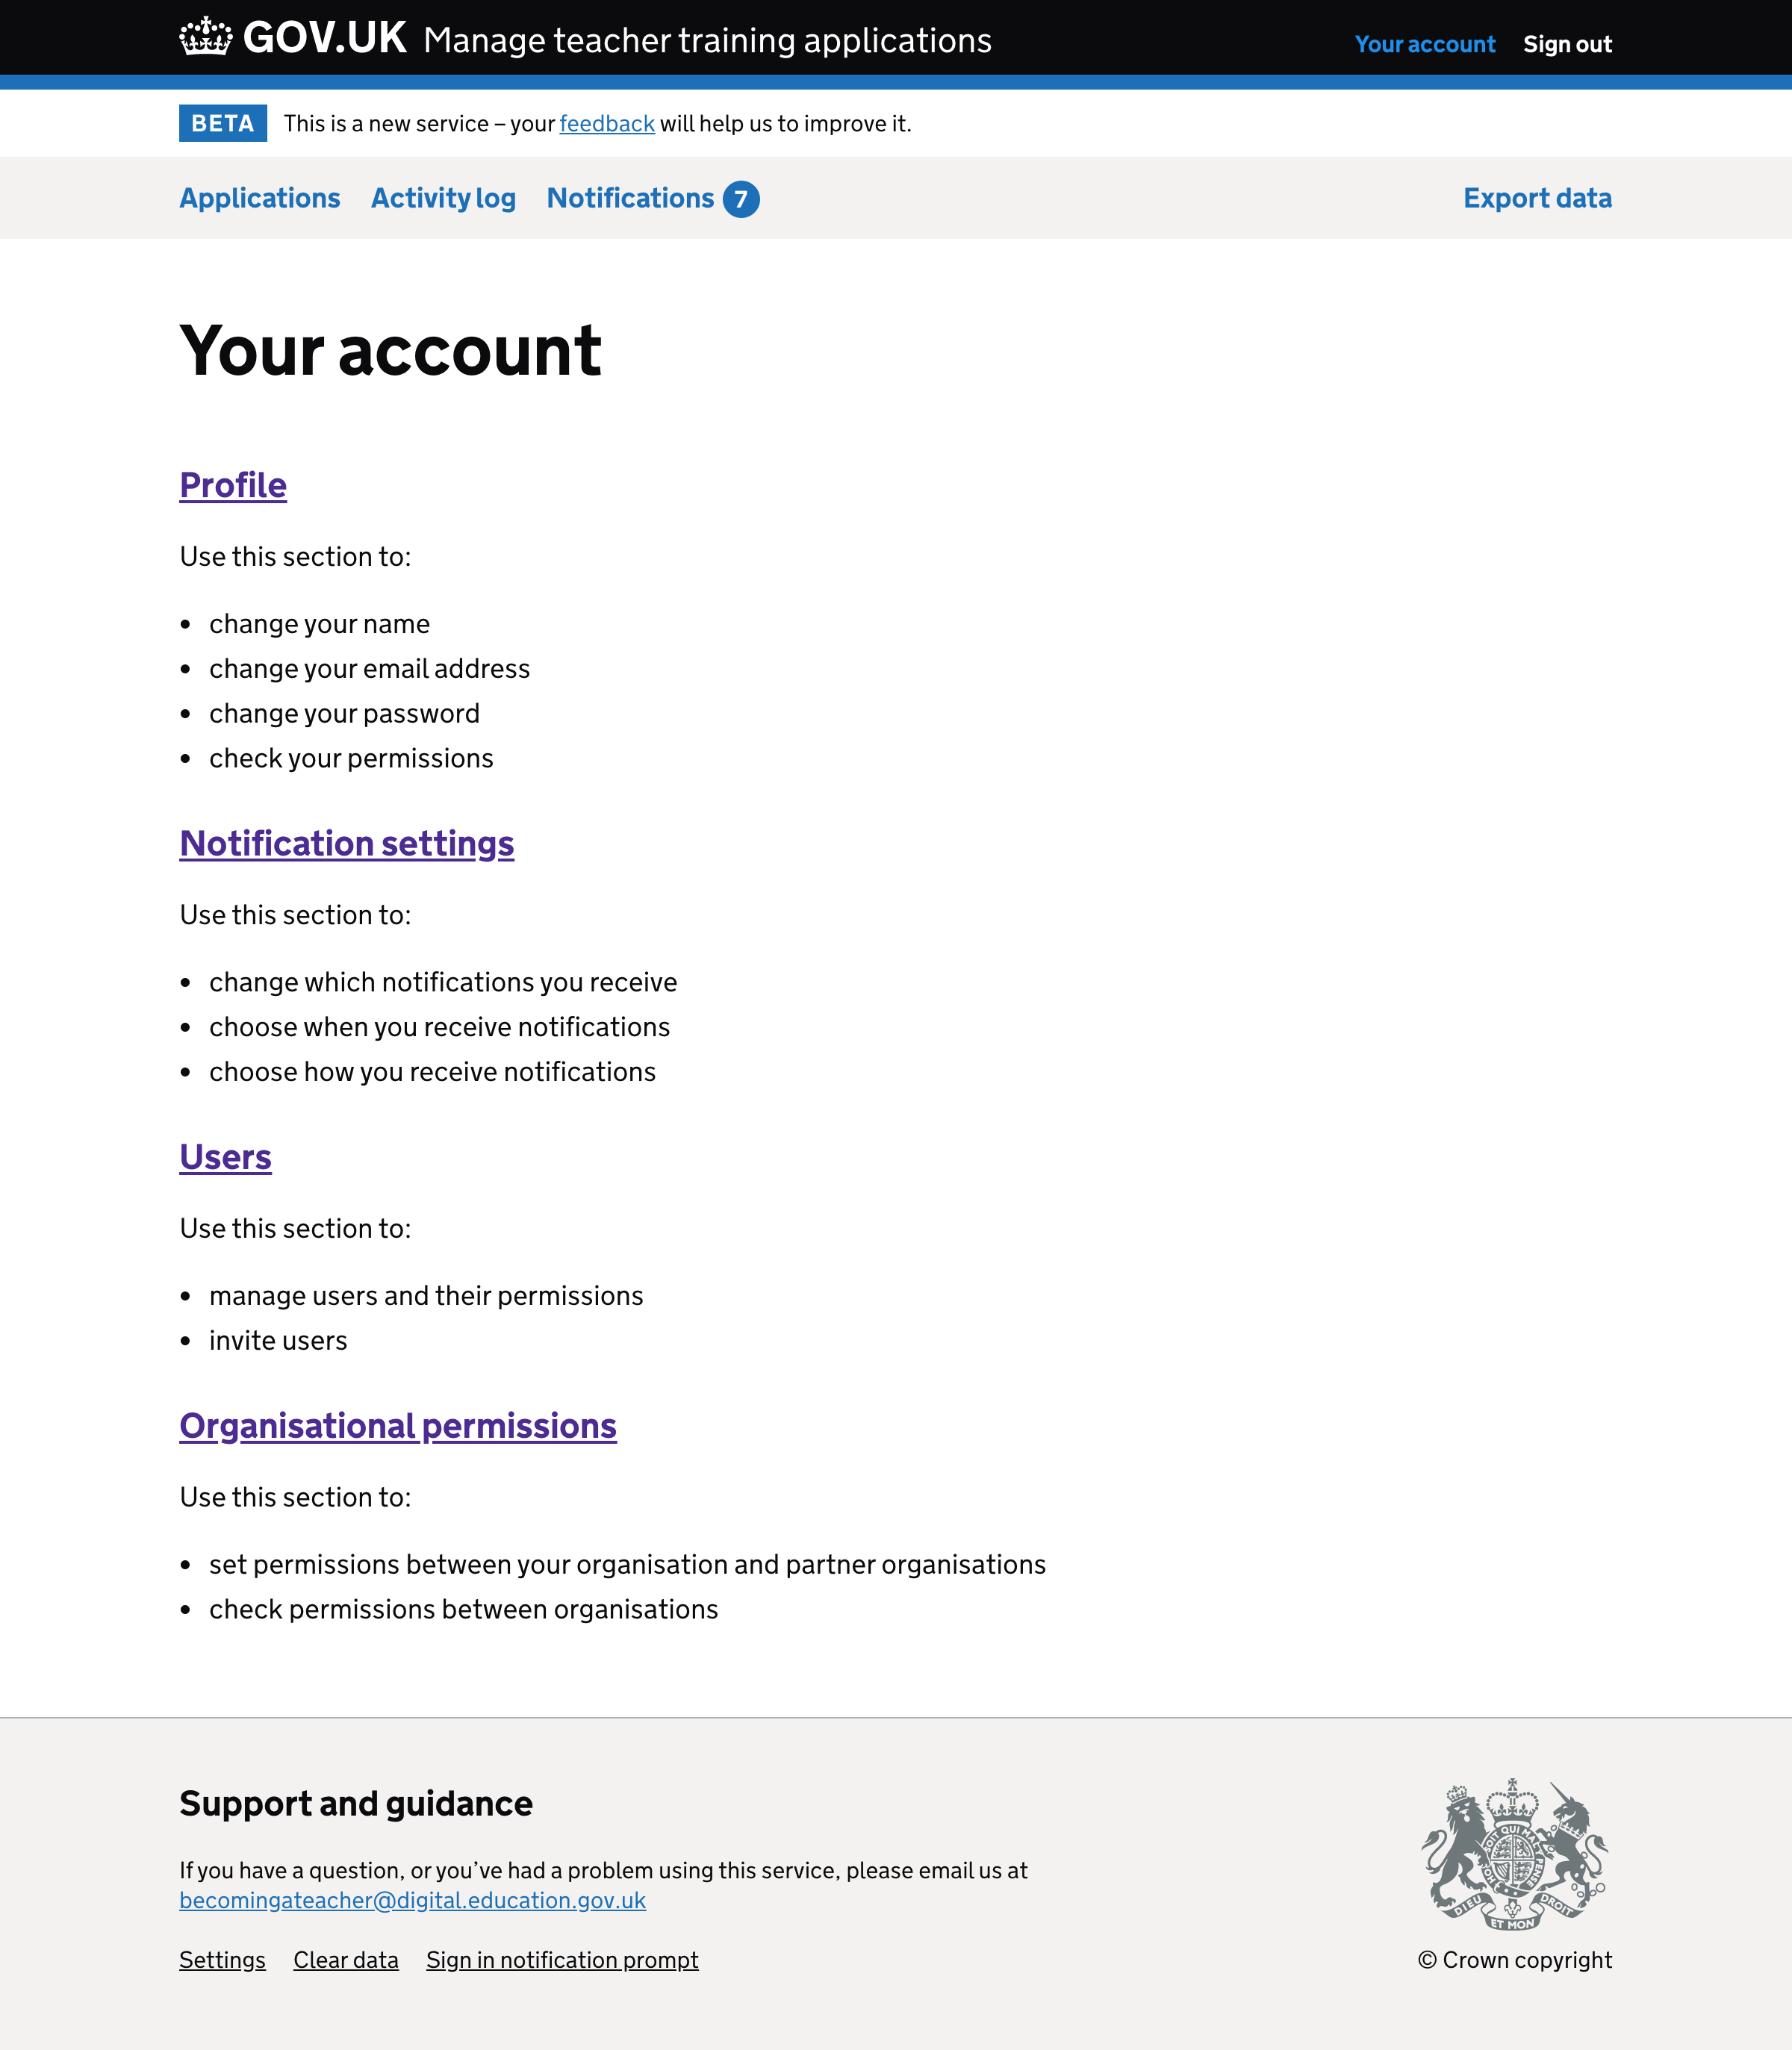 GOV.UK Manage teacher training applications Your account Sign out
BETA This is a new service – your feedback will help us to improve it.
Applications Activity log Notifications 7 Export data
Your account
Profile
Use this section to:
• change your name
• change your email address
• change your password
• check your permissions
Notification settings
Use this section to:
• change which notifications you receive
• choose when you receive notifications
• choose how you receive notifications
Users
Use this section to:
• manage users and their permissions
• invite users
Organisational permissions
Use this section to:
• set permissions between your organisation and partner organisations
• check permissions between organisations
Support and guidance
If you have a question, or you’ve had a problem using this service, please email us at
becomingateacher@digital.education.gov.uk
DIEU ET MON DROIT
Settings Clear data Sign in notification prompt © Crown copyright